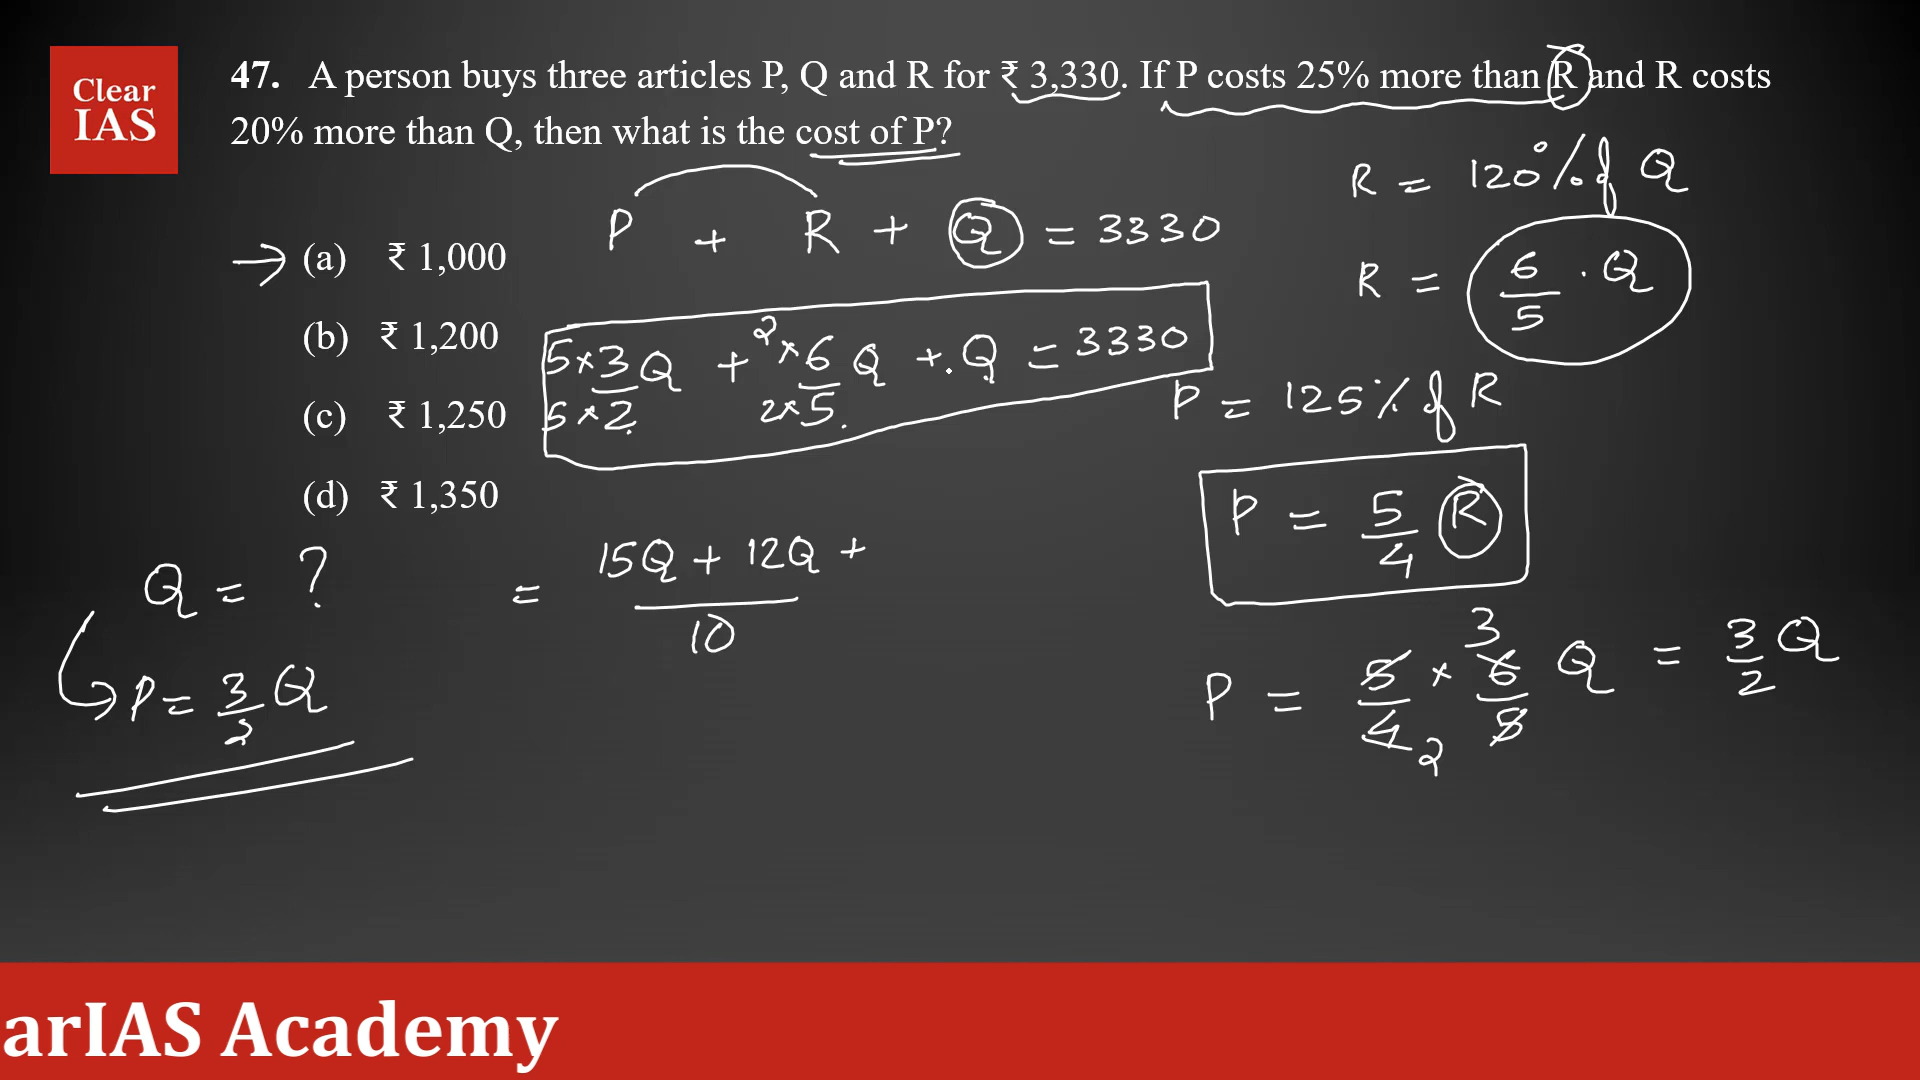 Clear
IAS
47. A person buys three articles P, Q and R for ₹ 3,330. If P costs 25% more than R and R costs
20% more than Q, then what is the cost of P?
(a) ₹ 1,000
(b) ₹ 1,200
(c) ₹ 1,250
(d) ₹ 1,350
P + R + Q = 3330
5×3/5×2 Q + 2×6/2×5 Q + Q = 3330
= 15Q + 12Q + / 10
Q = ?
P = 3/2 Q
R = 120% of Q
R = 6/5 . Q
P = 125% of R
P = 5/4 R
P = 5/4 2 × 3 6/5 Q = 3/2 Q
arIAS Academy